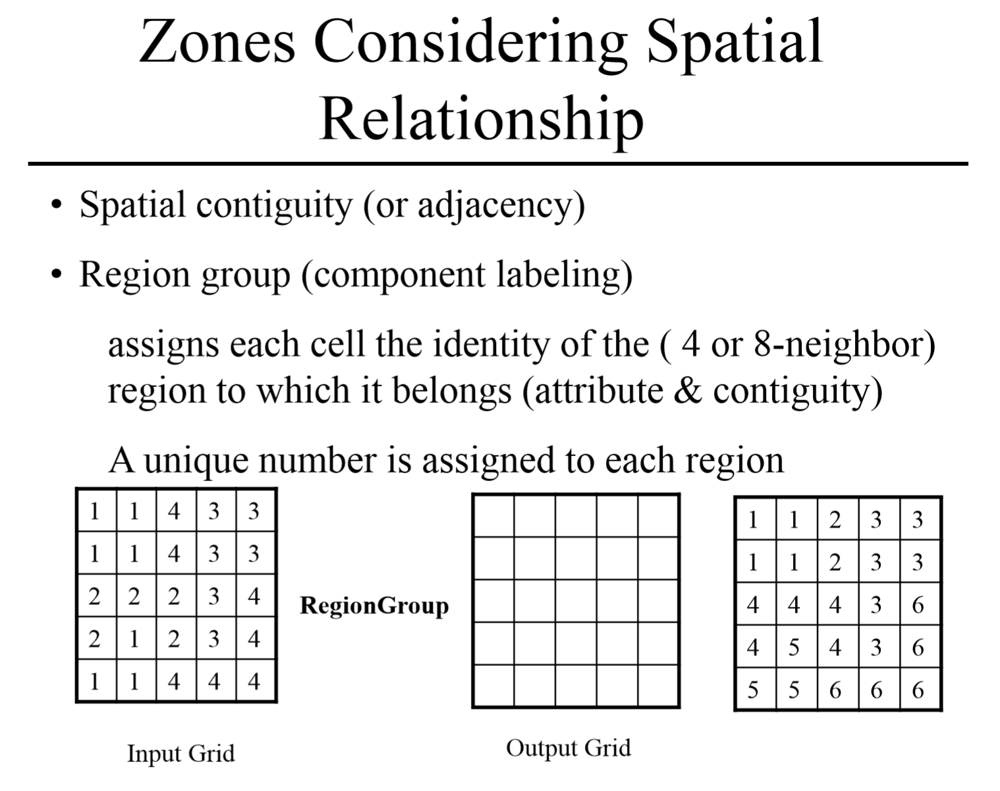 Zones Considering Spatial
Relationship
• Spatial contiguity (or adjacency)
• Region group (component labeling)
assigns each cell the identity of the ( 4 or 8-neighbor)
region to which it belongs (attribute & contiguity)
A unique number is assigned to each region
1 1 4 3 3
1 1 4 3 3
2 2 2 3 4
2 1 2 3 4
1 1 4 4 4
Input Grid
RegionGroup
Output Grid
1 1 2 3 3
1 1 2 3 3
4 4 4 3 6
4 5 4 3 6
5 5 6 6 6